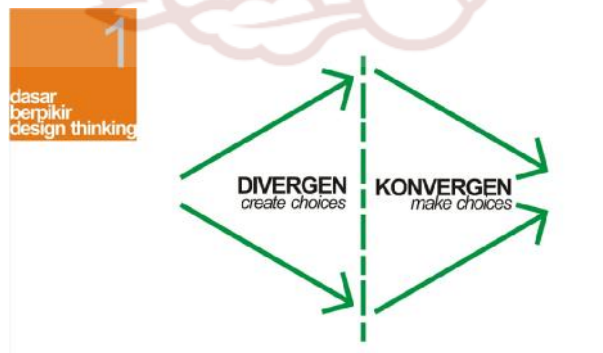 1
dasar
berpikir
design thinking
DIVERGEN
create choices
KONVERGEN
make choices